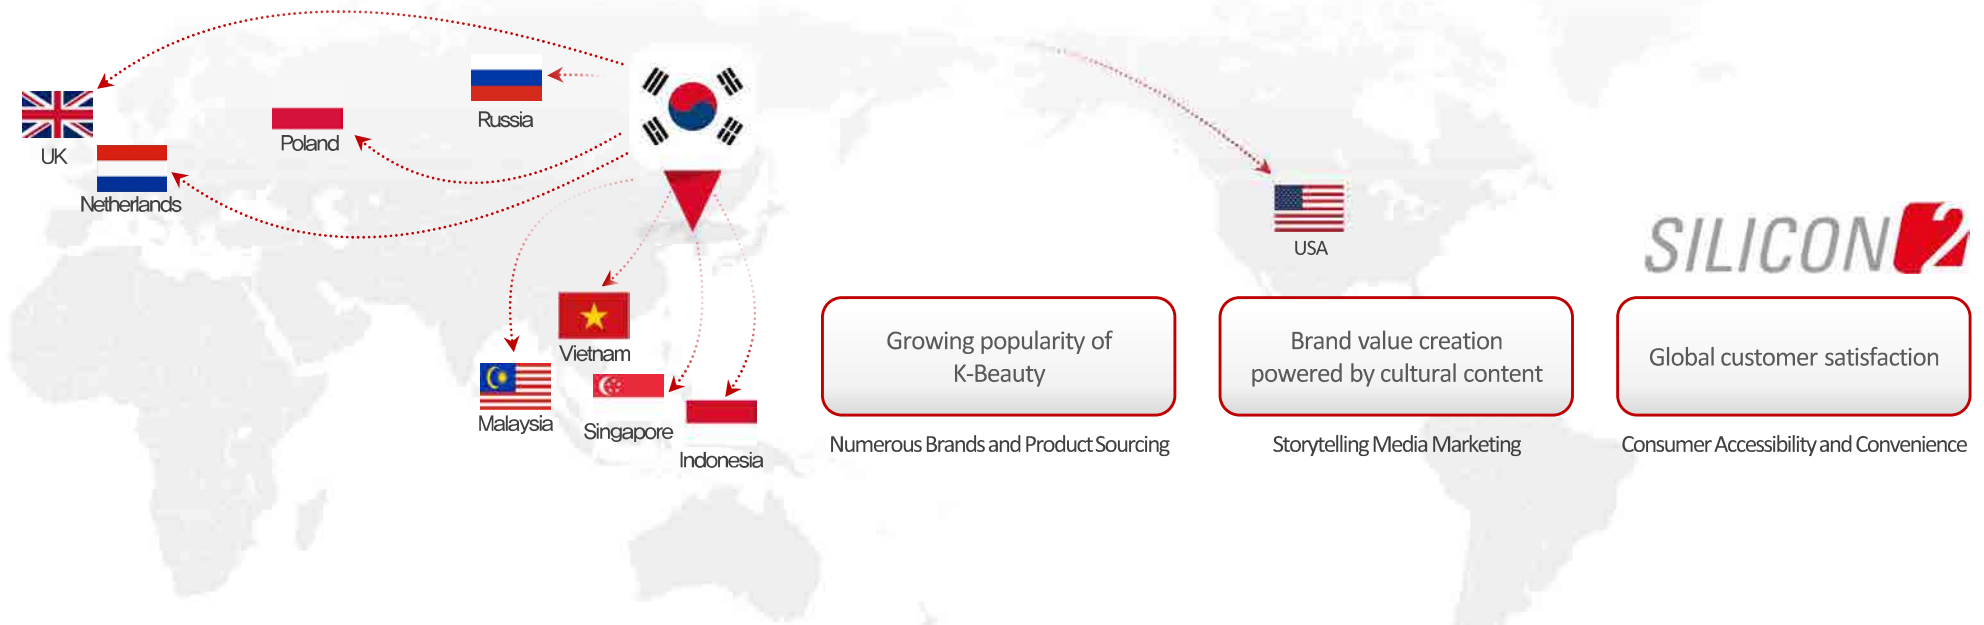 UK
Netherlands
Poland
Russia
Vietnam
Malaysia
Singapore
Indonesia
USA
SILICON2
Growing popularity of
K-Beauty
Numerous Brands and Product Sourcing
Brand value creation
powered by cultural content
Storytelling Media Marketing
Global customer satisfaction
Consumer Accessibility and Convenience